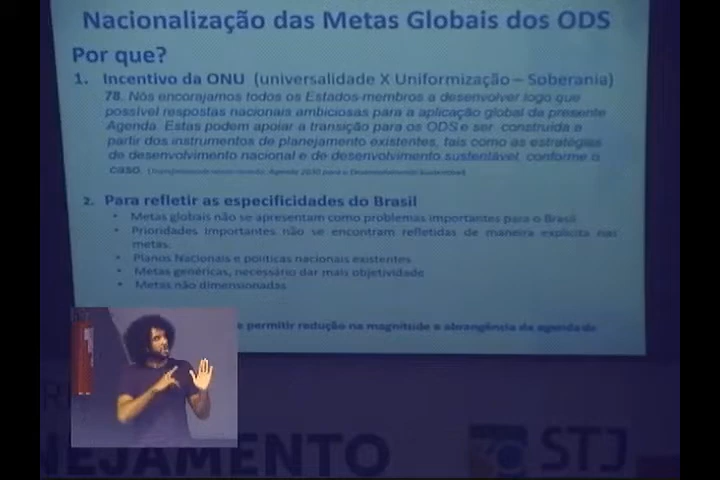 Nacionalização das Metas Globais dos ODS
Por que?
1. Incentivo da ONU (universalidade X Uniformização – Soberania)
78. Nós encorajamos todos os Estados-membros a desenvolver logo que
possível respostas nacionais ambiciosas para a aplicação global da presente
Agenda. Estas podem apoiar a transição para os ODS e ser construída a
partir dos instrumentos de planejamento existentes, tais como as estratégias
de desenvolvimento nacional e de desenvolvimento sustentável, conforme o
caso.
2. Para refletir as especificidades do Brasil
• Metas globais não se apresentam como problemas importantes para o Brasil
• Prioridades importantes não se encontram refletidas de maneira explícita nas
metas.
• Planos Nacionais e políticas nacionais existentes
• Metas genéricas, necessário dar mais objetividade
• Metas não dimensionadas
e permitir redução na magnitude e abrangência da agenda de
NEJAMENTO
STJ